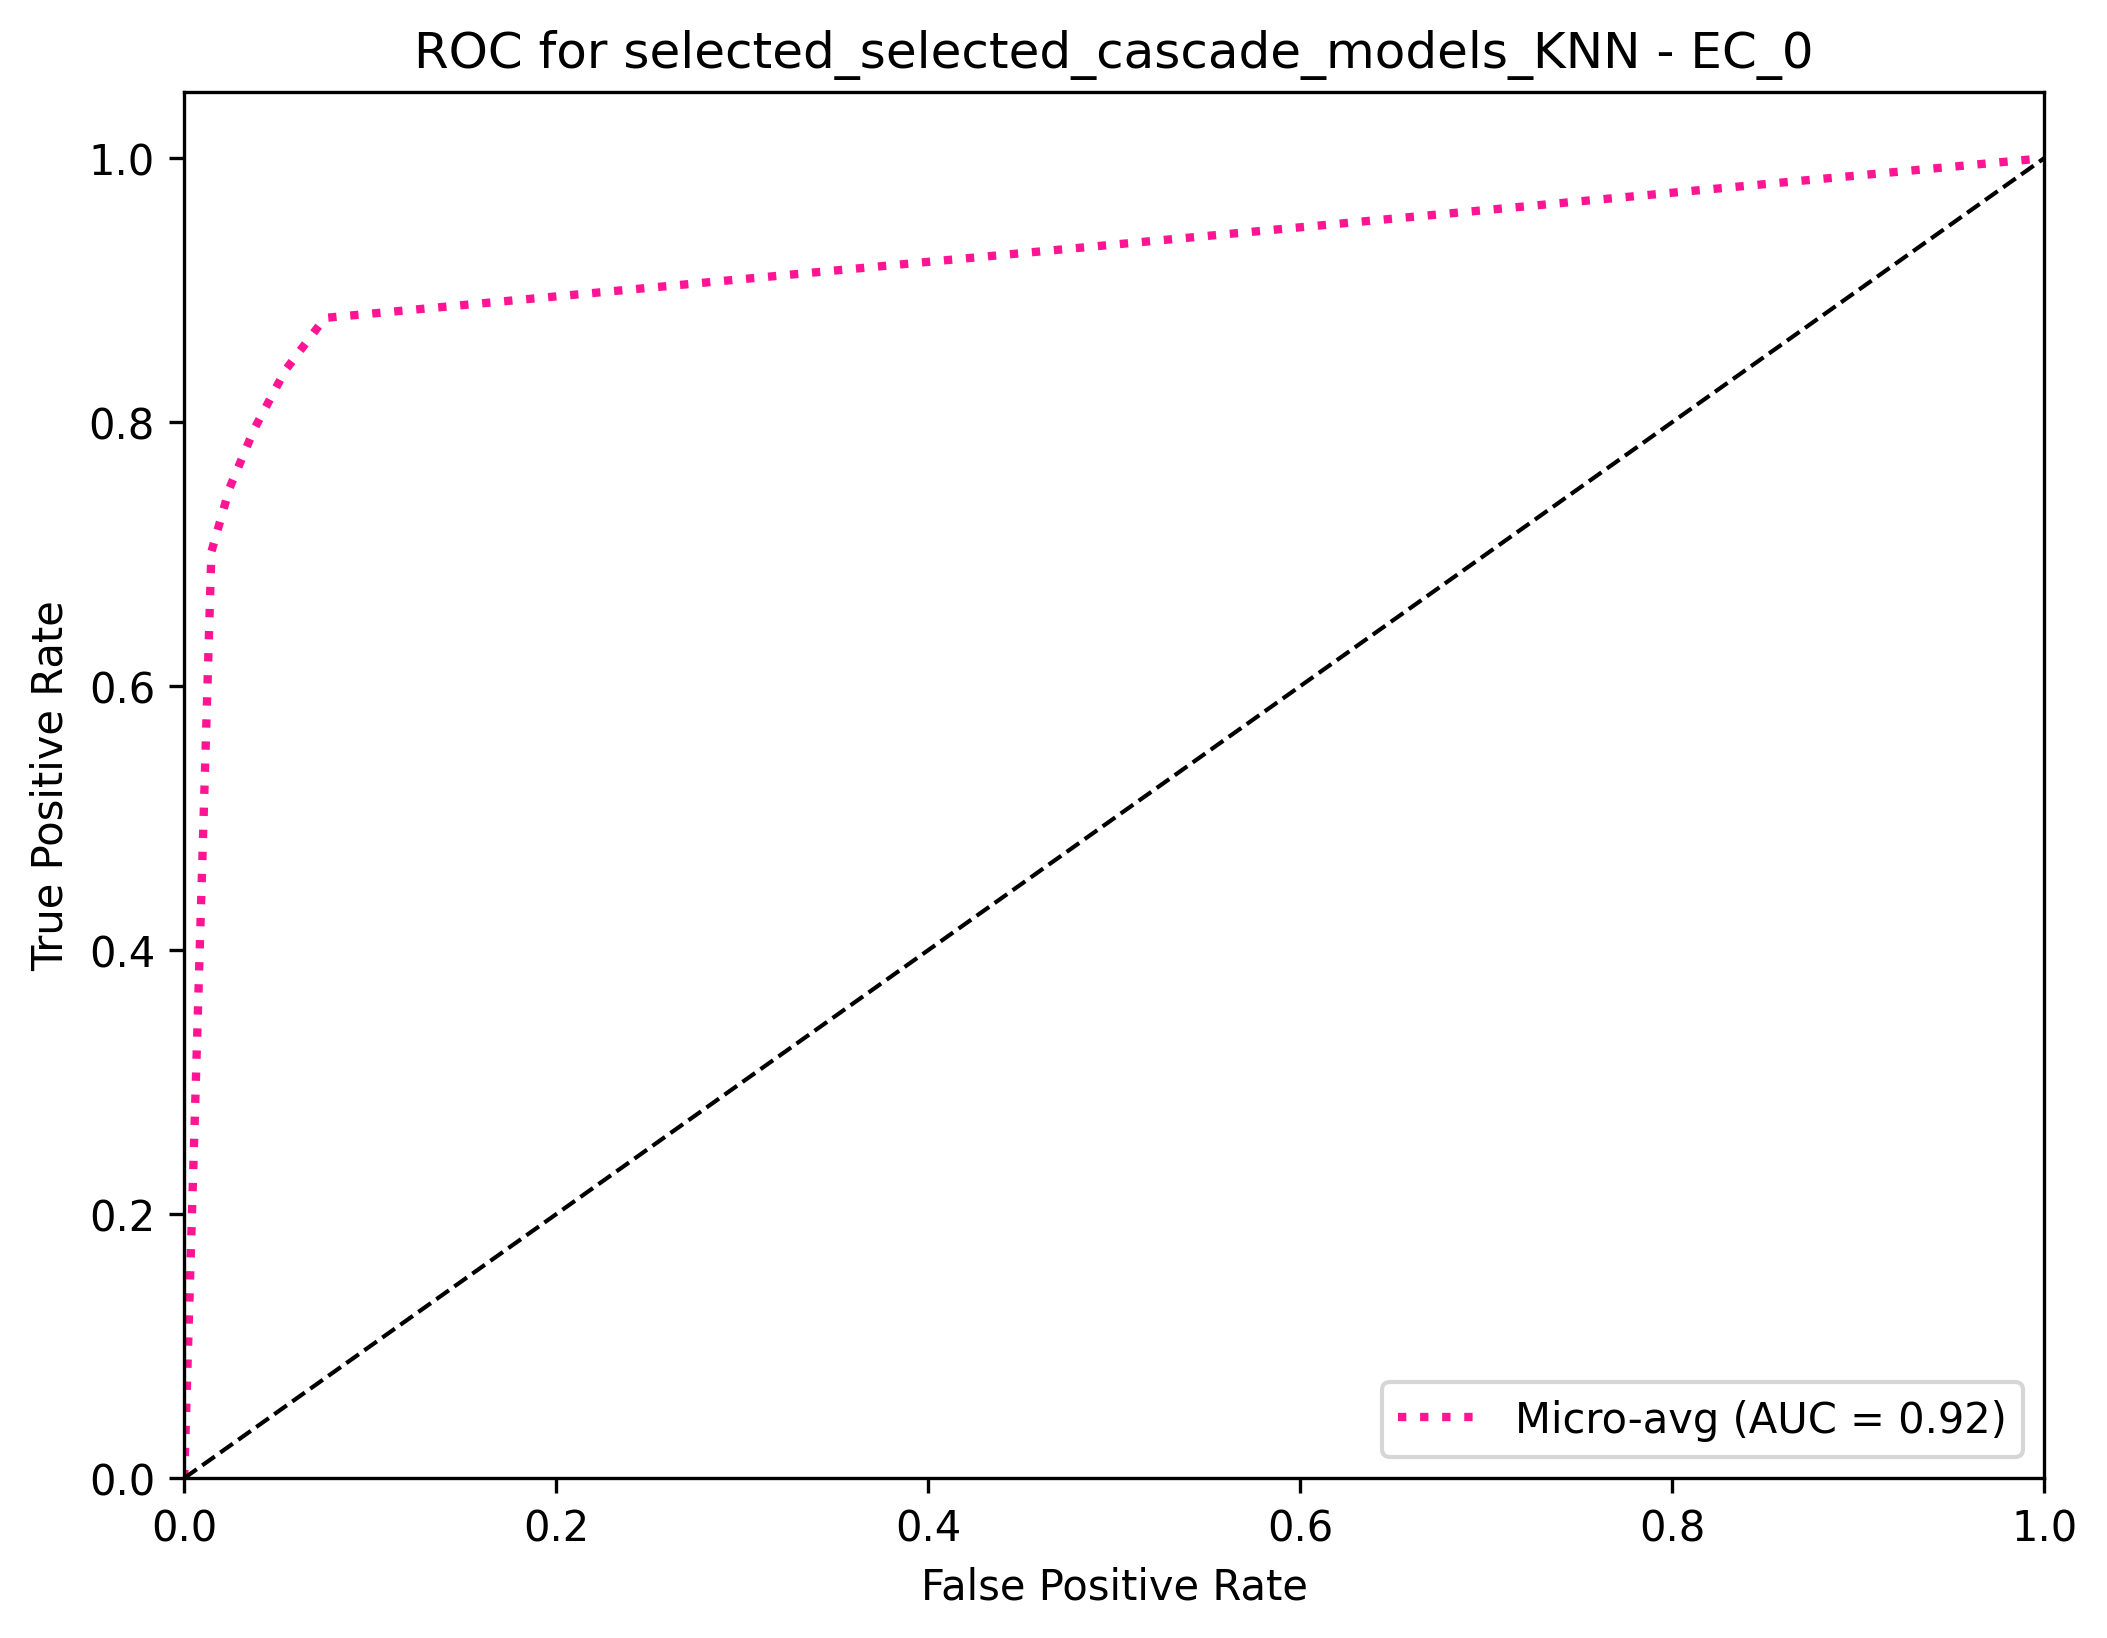 ROC for selected_selected_cascade_models_KNN - EC_0
1.0
0.8
0.6
0.4
0.2
0.0
True Positive Rate
0.0 0.2 0.4 0.6 0.8 1.0
False Positive Rate
Micro-avg (AUC = 0.92)